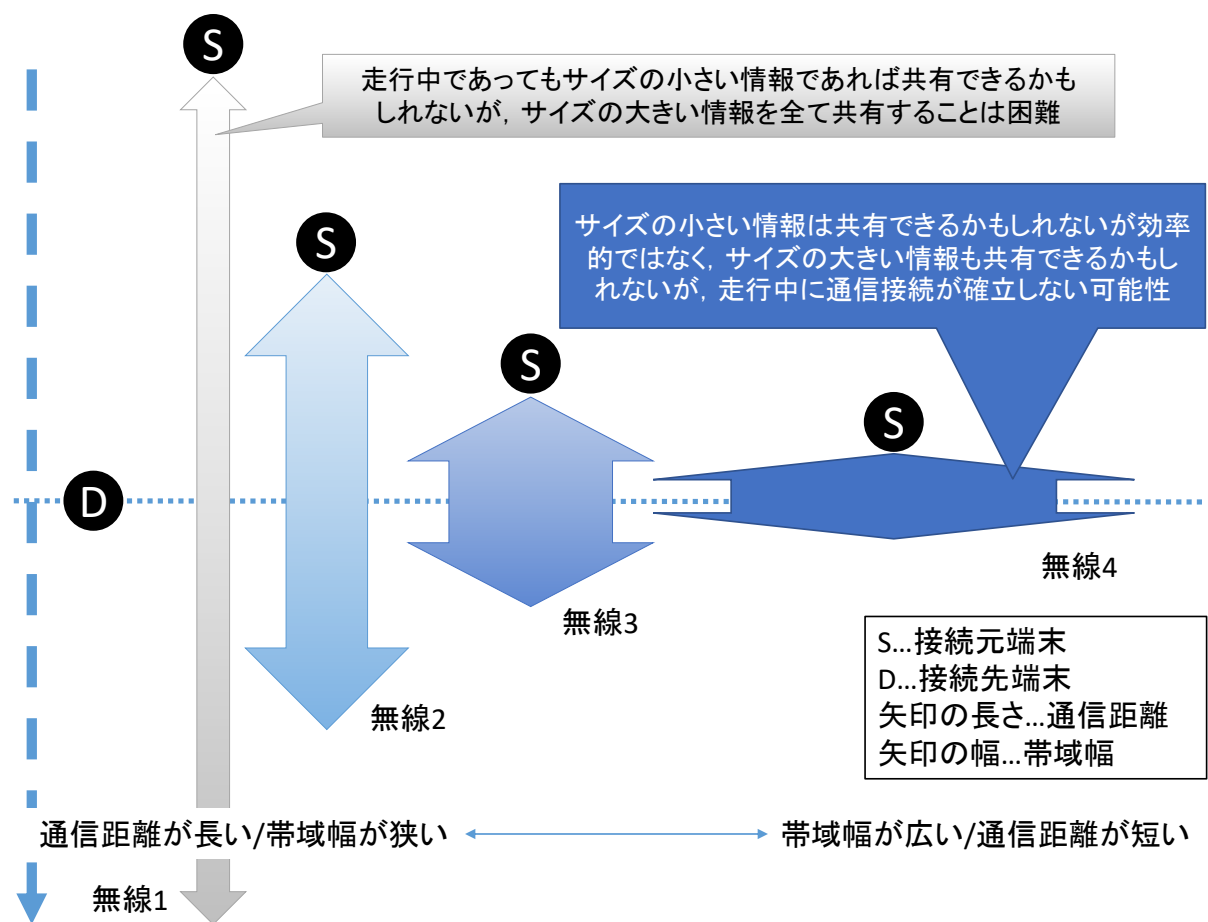 S
走行中であってもサイズの小さい情報であれば共有できるかも
しれないが，サイズの大きい情報を全て共有することは困難
S
サイズの小さい情報は共有できるかもしれないが効率
的ではなく，サイズの大きい情報も共有できるかもし
れないが，走行中に通信接続が確立しない可能性
S
S
D
無線4
無線3
S…接続元端末
D…接続先端末
矢印の長さ…通信距離
矢印の幅…帯域幅
無線2
通信距離が長い/帯域幅が狭い
帯域幅が広い/通信距離が短い
無線1